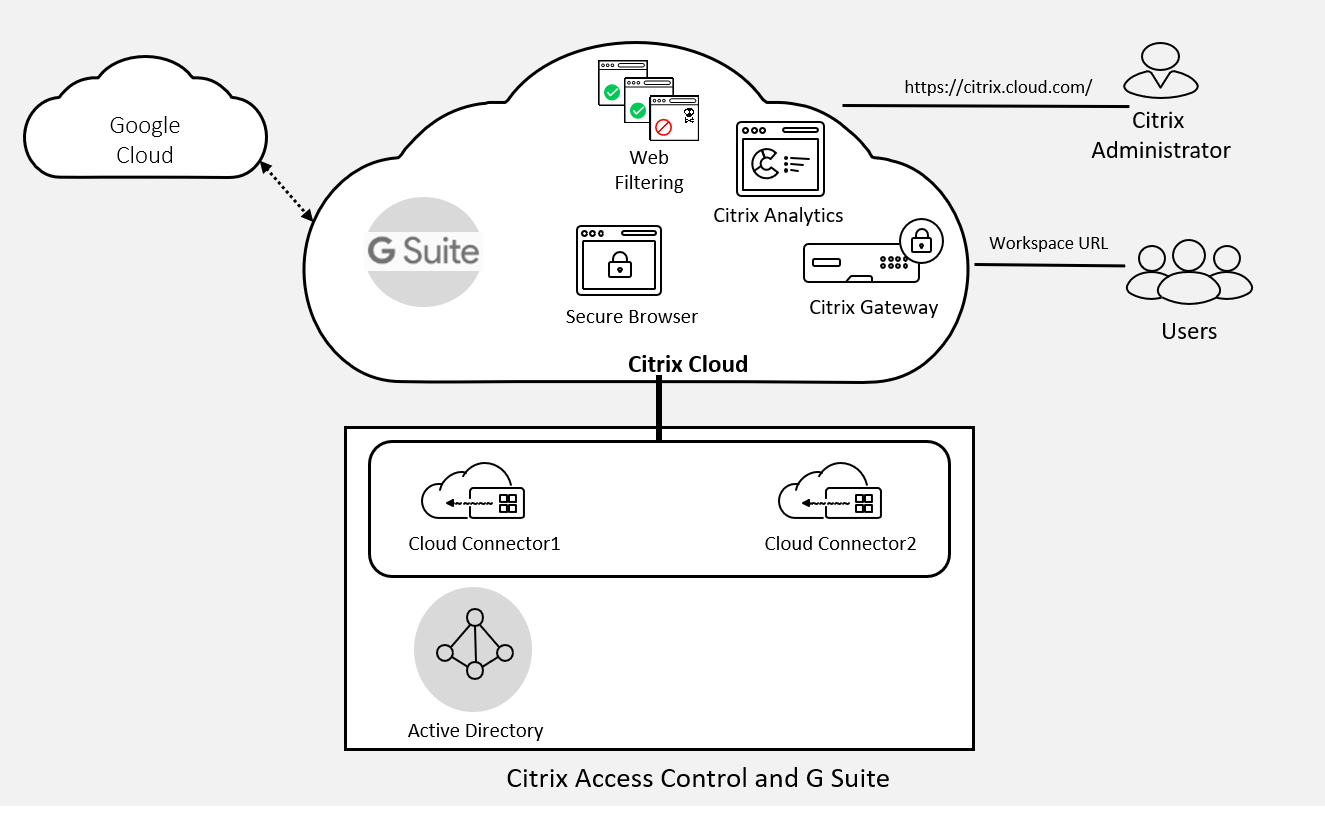 Google
Cloud
https://citrix.cloud.com/
Citrix
Administrator
Web
Filtering
Citrix Analytics
G Suite
Workspace URL
Secure Browser
Citrix Gateway
Users
Citrix Cloud
Cloud Connector1
Cloud Connector2
Active Directory
Citrix Access Control and G Suite